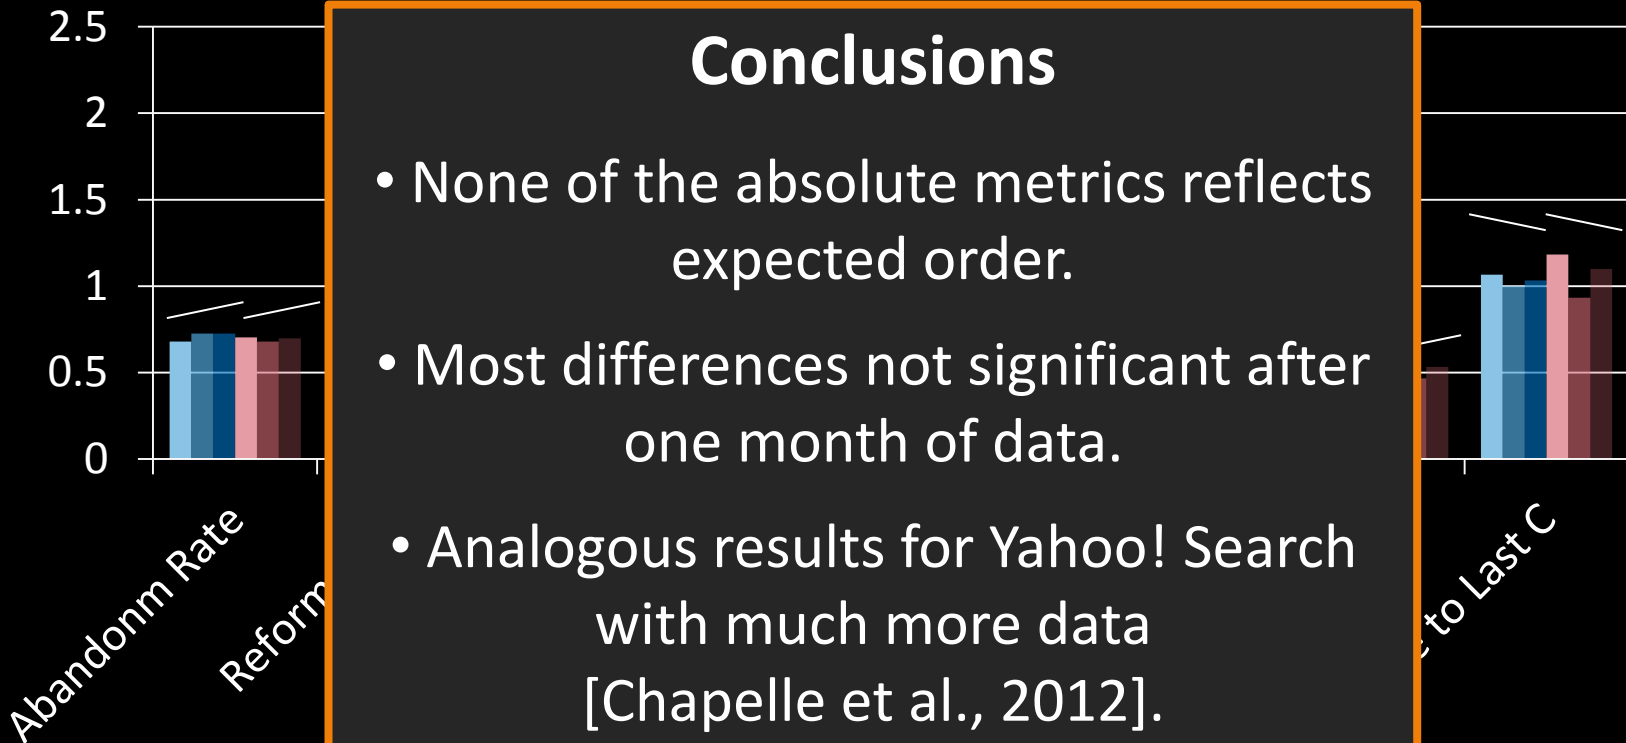 2.5
2
1.5
1
0.5
0
Abandonm Rate
Reform
to Last C
Conclusions
• None of the absolute metrics reflects
expected order.
• Most differences not significant after
one month of data.
• Analogous results for Yahoo! Search
with much more data
[Chapelle et al., 2012].